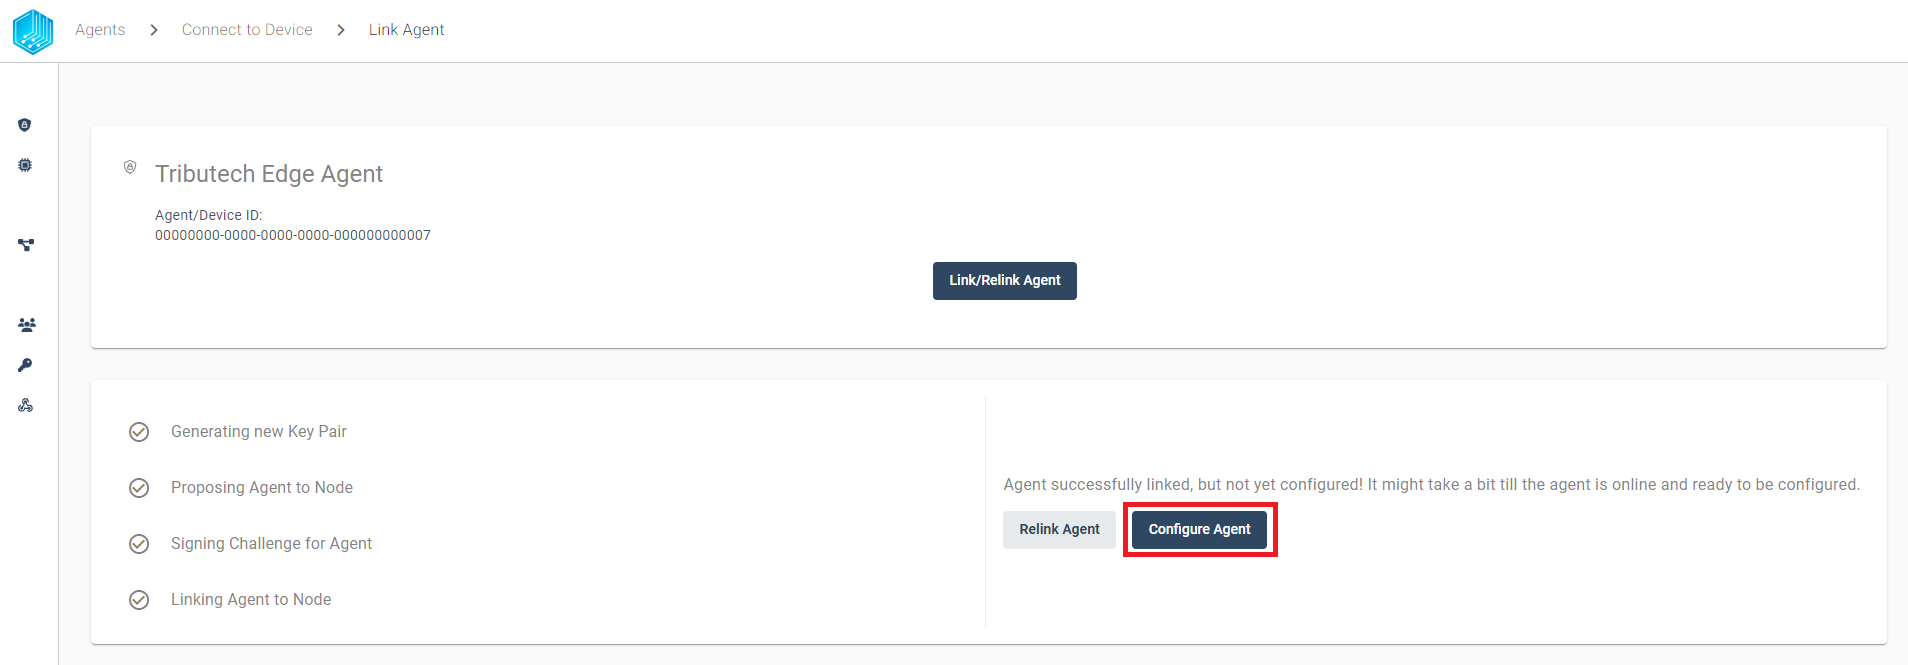 Agents > Connect to Device > Link Agent
Tributech Edge Agent
Agent/Device ID:
00000000-0000-0000-0000-000000000007
Link/Relink Agent
Generating new Key Pair
Proposing Agent to Node
Signing Challenge for Agent
Linking Agent to Node
Agent successfully linked, but not yet configured! It might take a bit till the agent is online and ready to be configured.
Relink Agent
Configure Agent